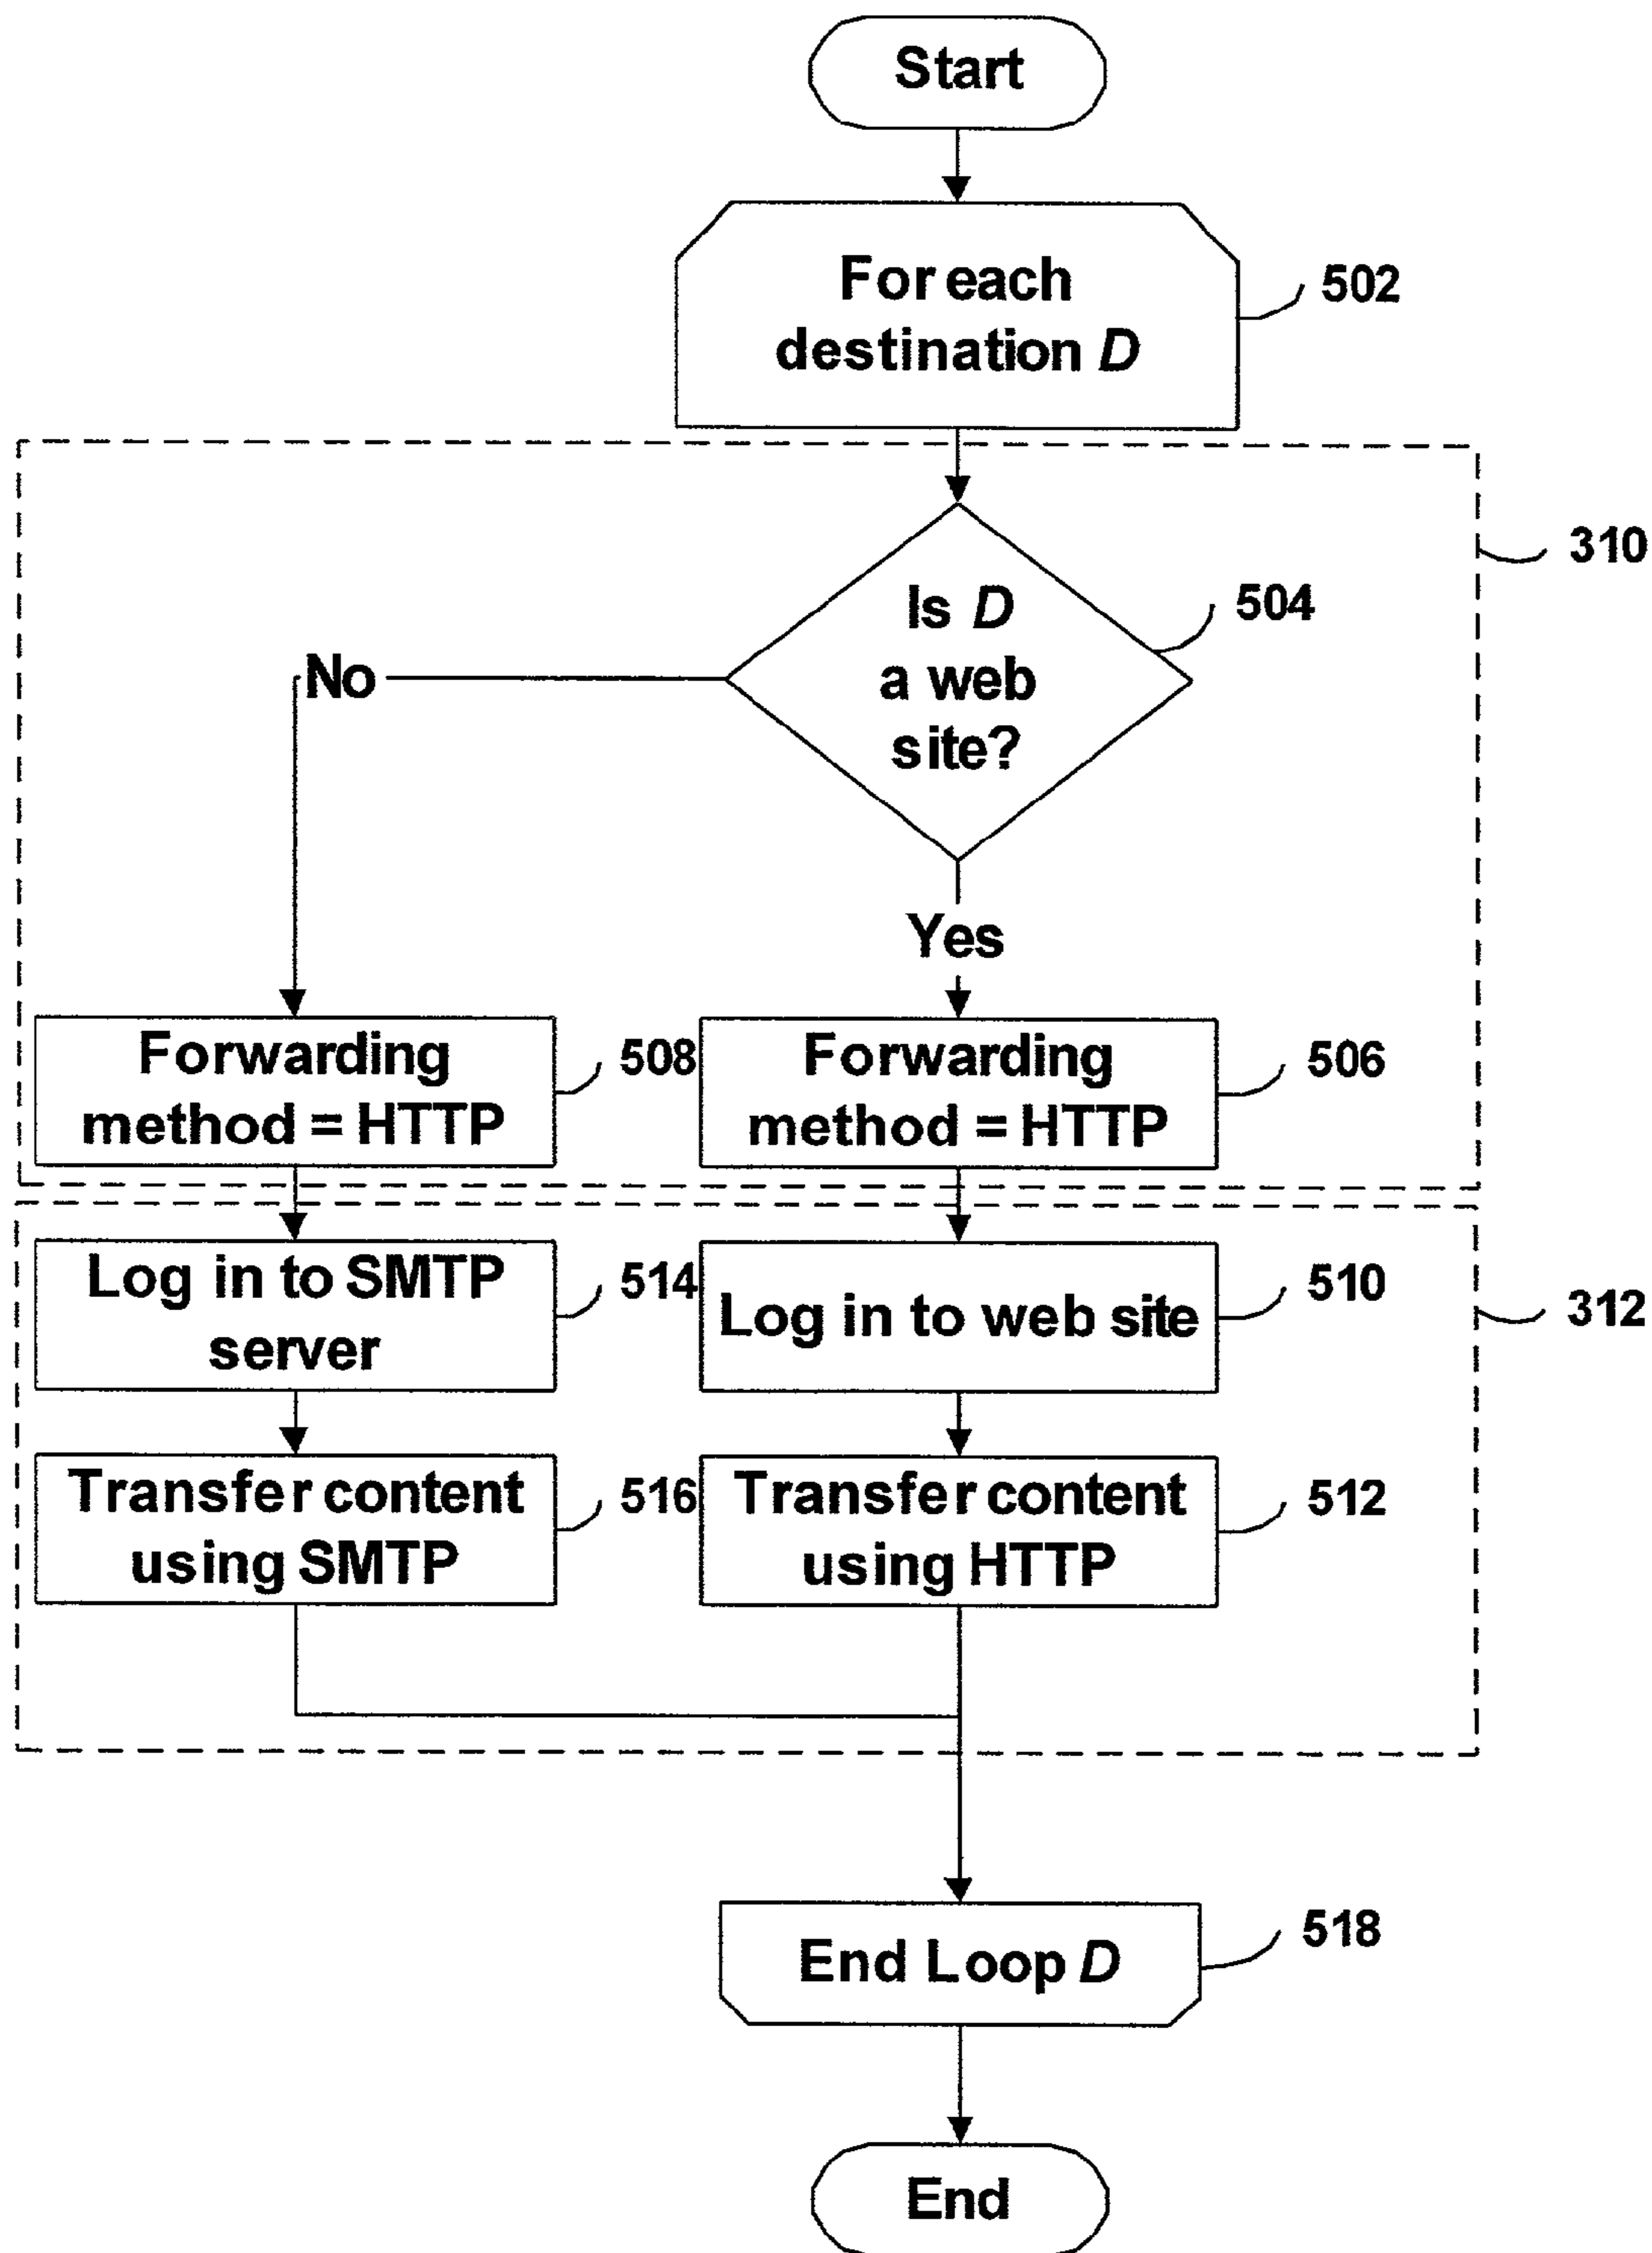 Start
For each
destination D
502
310
Is D
a web
site?
504
No
Yes
Forwarding
method = HTTP
508
Forwarding
method = HTTP
506
Log in to SMTP
server
514
Log in to web site
510
312
Transfer content
using SMTP
516
Transfer content
using HTTP
512
End Loop D
518
End